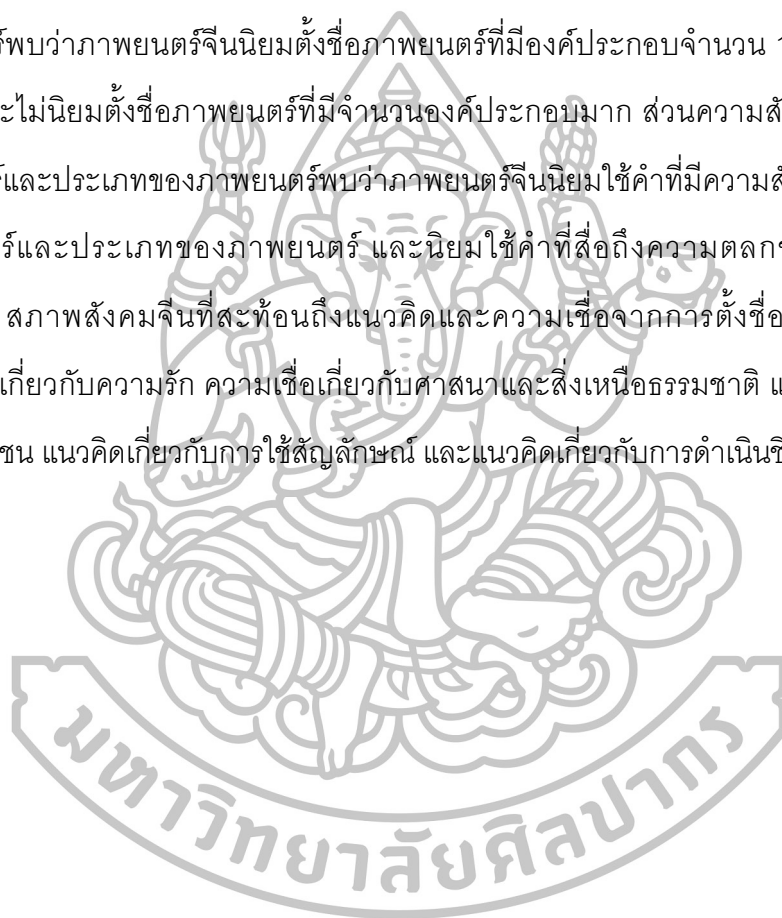 ร์พบว่าภาพยนตร์จีนนิยมตั้งชื่อภาพยนตร์ที่มีองค์ประกอบจำนวน
ะไม่นิยมตั้งชื่อภาพยนตร์ที่มีจำนวนองค์ประกอบมาก ส่วนความสั
์และประเภทของภาพยนตร์พบว่าภาพยนตร์จีนนิยมใช้คำที่มีความสั
ร์และประเภทของภาพยนตร์ และนิยมใช้คำที่สื่อถึงความตลกข
สภาพสังคมจีนที่สะท้อนถึงแนวคิดและความเชื่อจากการตั้งชื่อ
เกี่ยวกับความรัก ความเชื่อเกี่ยวกับศาสนาและสิ่งเหนือธรรมชาติ แ
ชน แนวคิดเกี่ยวกับการใช้สัญลักษณ์ และแนวคิดเกี่ยวกับการดำเนินชี
มหาวิทยาลัยศิลปากร